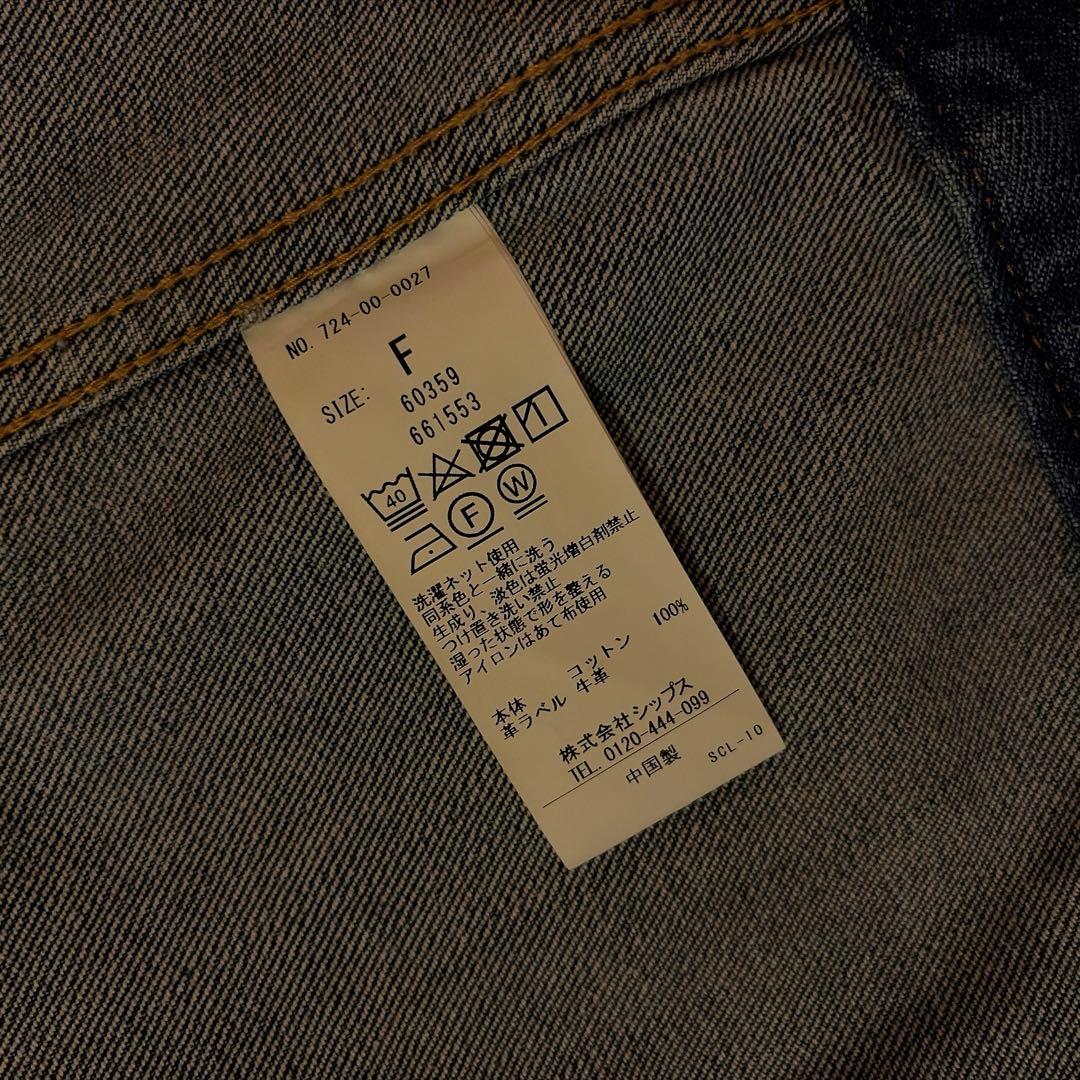 NO. 724-00-0027
SIZE: F
60359
661553
40
F W
洗濯ネット使用
同系色と一緒に洗う
生成り、淡色は蛍光増白剤禁止
つけ置き洗い禁止
湿った状態で形を整える
アイロンはあて布使用
本体 コットン 100%
革ラベル 牛革
株式会社シップス
TEL. 0120-444-099
中国製 SCL-10